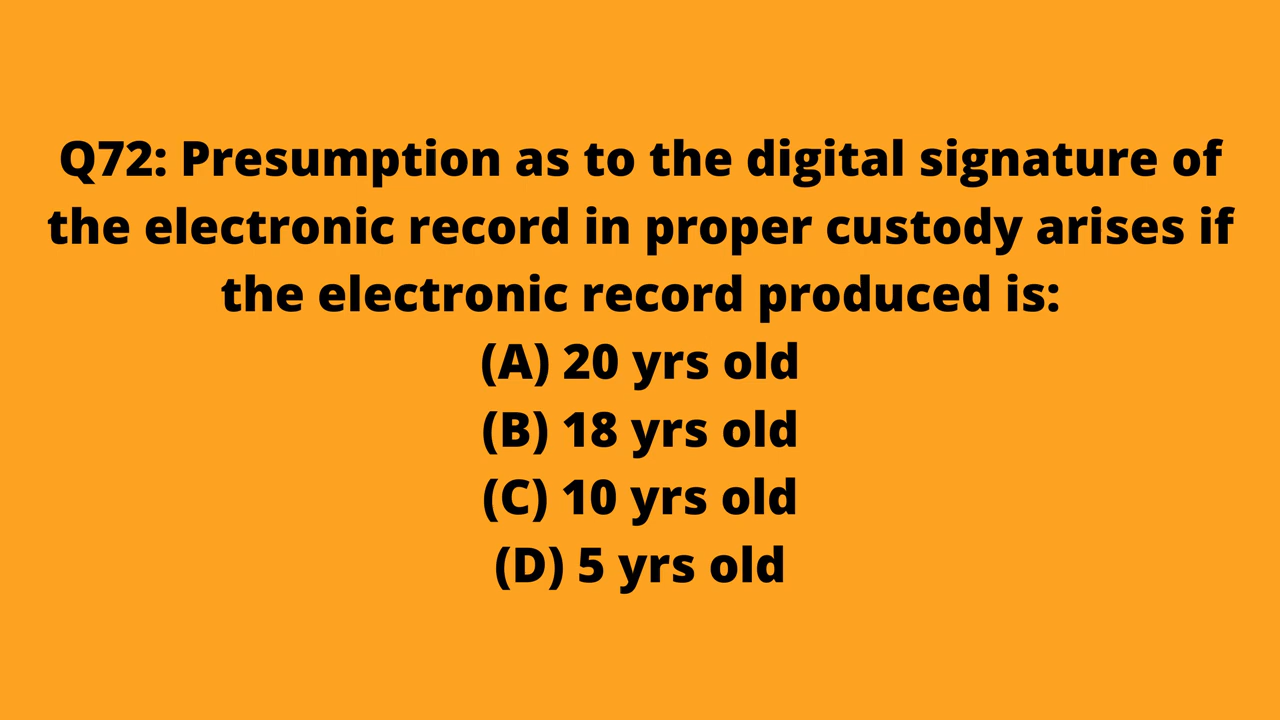 Q72: Presumption as to the digital signature of
the electronic record in proper custody arises if
the electronic record produced is:
(A) 20 yrs old
(B) 18 yrs old
(C) 10 yrs old
(D) 5 yrs old